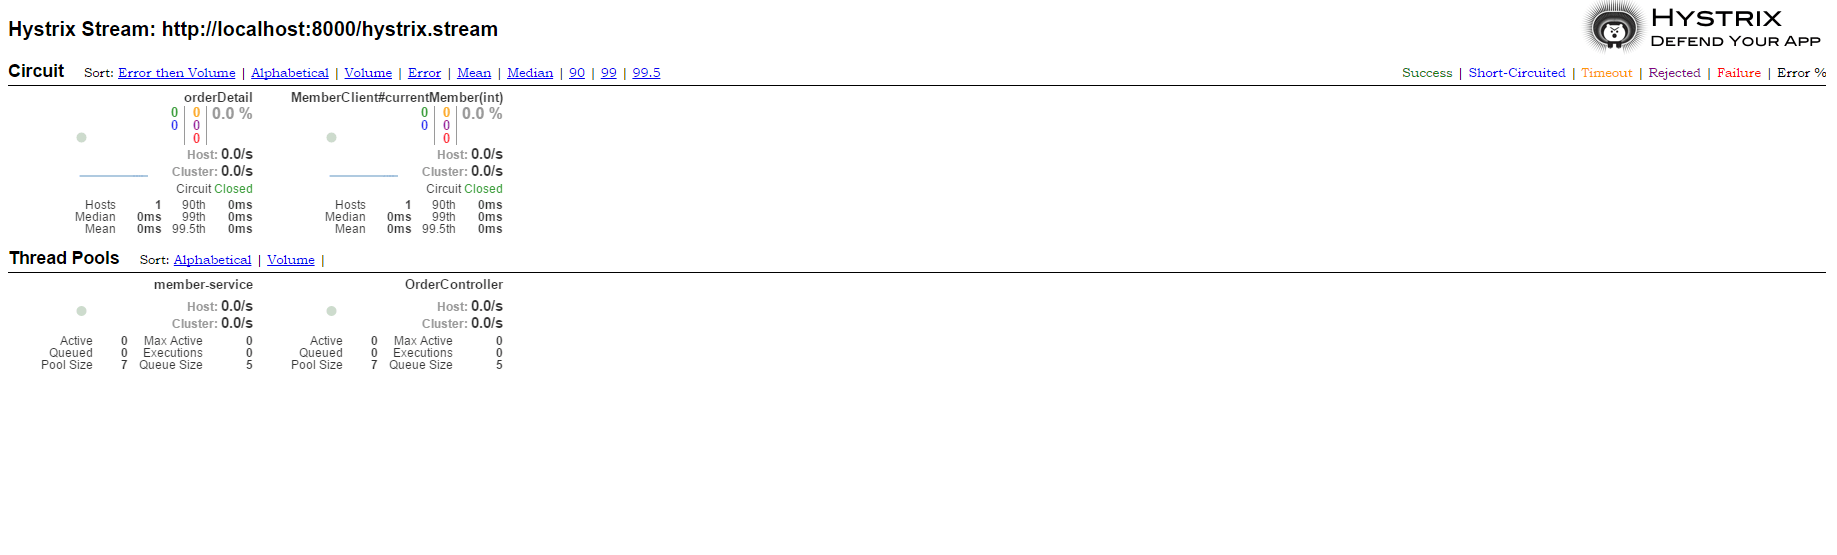 Hystrix Stream: http://localhost:8000/hystrix.stream
HYSTRIX
DEFEND YOUR APP
Circuit Sort: Error then Volume | Alphabetical | Volume | Error | Mean | Median | 90 | 99 | 99.5
Success | Short-Circuited | Timeout | Rejected | Failure | Error %
orderDetail
0 0 0.0 %
0 0
0
Host: 0.0/s
Cluster: 0.0/s
Circuit Closed
Hosts 1 90th 0ms
Median 0ms 99th 0ms
Mean 0ms 99.5th 0ms
MemberClient#currentMember(int)
0 0 0.0 %
0 0
0
Host: 0.0/s
Cluster: 0.0/s
Circuit Closed
Hosts 1 90th 0ms
Median 0ms 99th 0ms
Mean 0ms 99.5th 0ms
Thread Pools Sort: Alphabetical | Volume |
member-service
Host: 0.0/s
Cluster: 0.0/s
Active 0 Max Active 0
Queued 0 Executions 0
Pool Size 7 Queue Size 5
OrderController
Host: 0.0/s
Cluster: 0.0/s
Active 0 Max Active 0
Queued 0 Executions 0
Pool Size 7 Queue Size 5